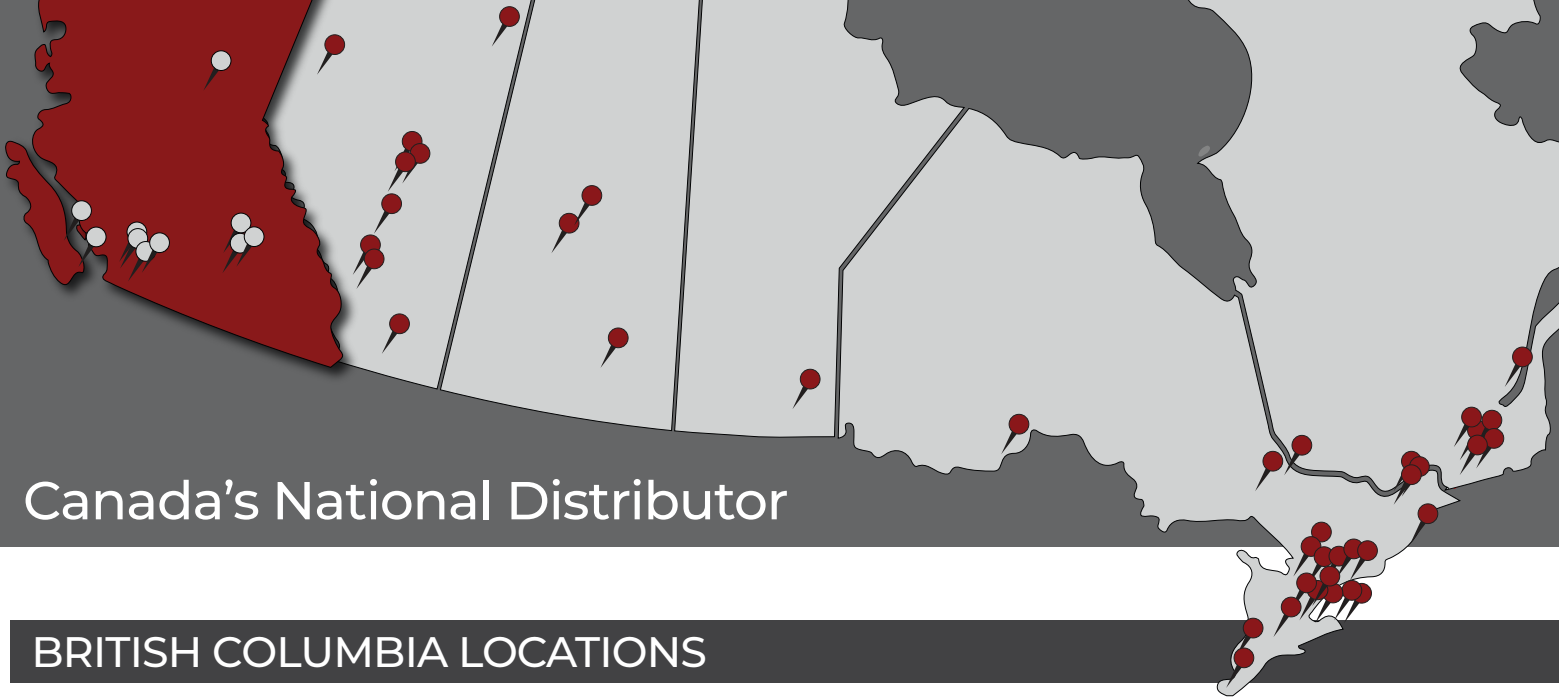 Canada’s National Distributor
BRITISH COLUMBIA LOCATIONS